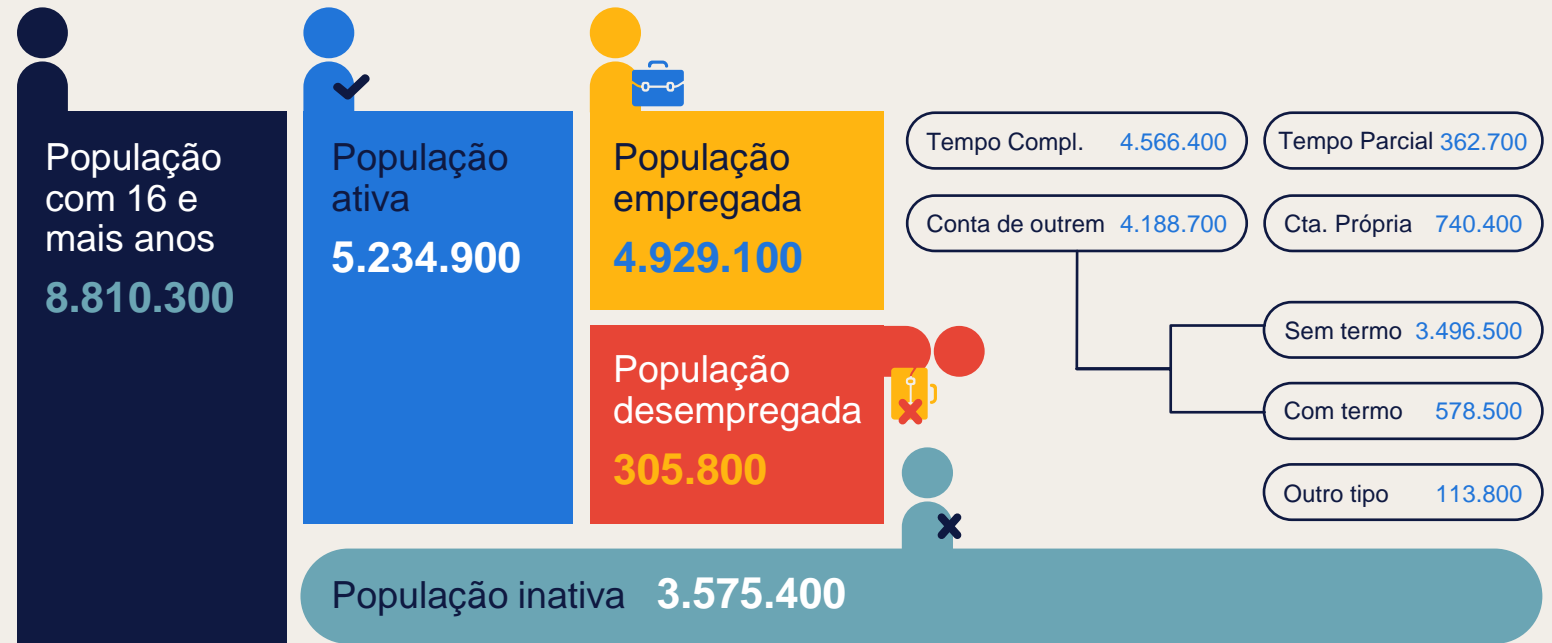 População
com 16 e
mais anos
8.810.300
População
ativa
5.234.900
População
empregada
4.929.100
População
desempregada
305.800
Tempo Compl. 4.566.400
Tempo Parcial 362.700
Conta de outrem 4.188.700
Cta. Própria 740.400
Sem termo 3.496.500
Com termo 578.500
Outro tipo 113.800
População inativa 3.575.400